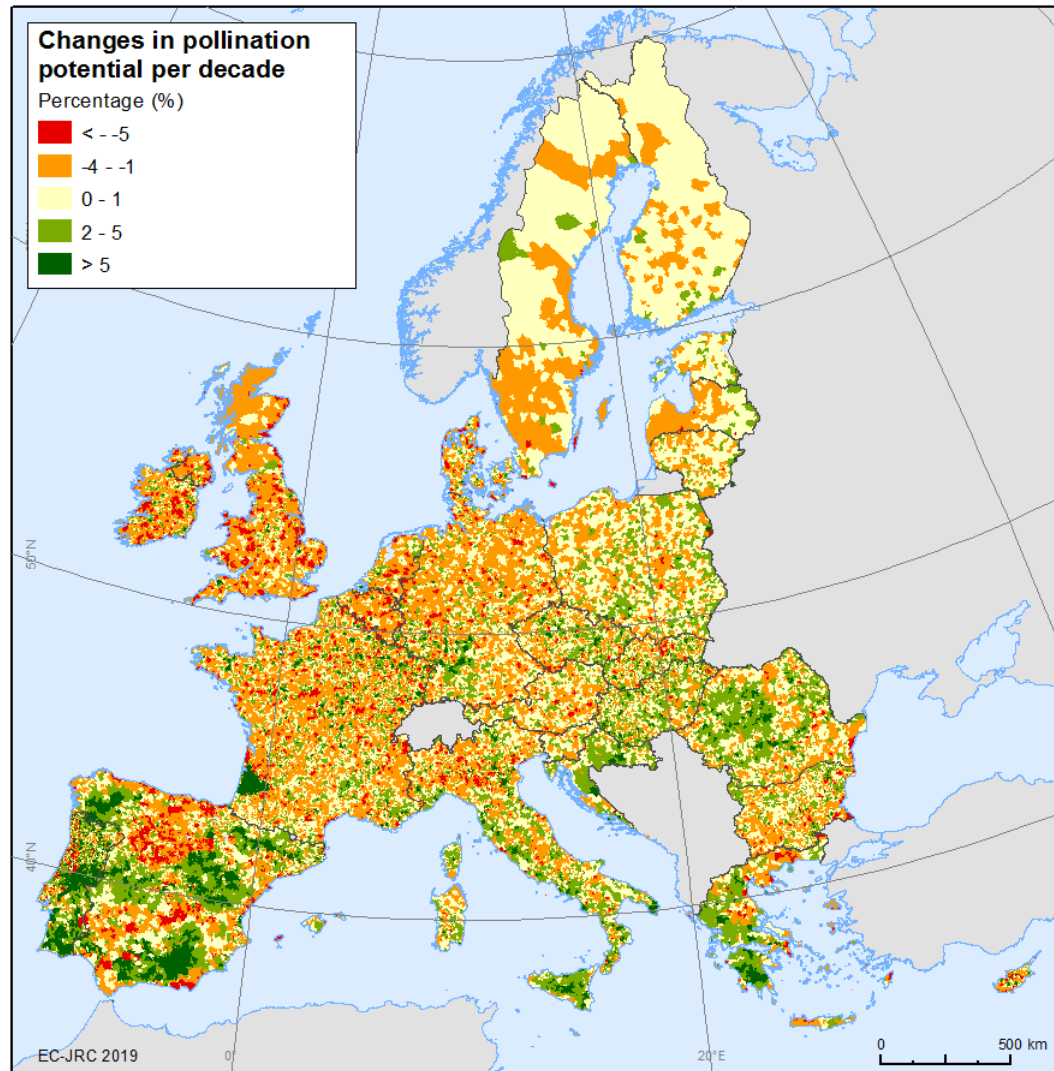 Changes in pollination
potential per decade
Percentage (%)
< - -5
-4 - -1
0 - 1
2 - 5
> 5
50°N
40°N
EC-JRC 2019
0°
20°E
0 500 km